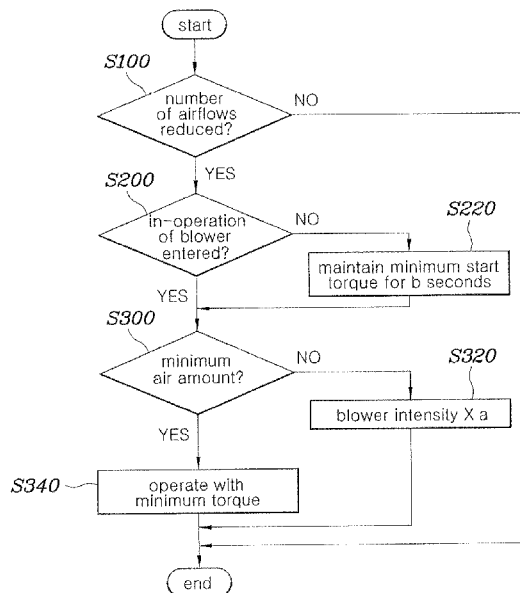 start
S100
number
of airflows
reduced?
NO
YES
S200
in-operation
of blower
entered?
NO
S220
maintain minimum start
torque for b seconds
YES
S300
minimum
air amount?
NO
S320
blower intensity X a
YES
S340
operate with
minimum torque
end